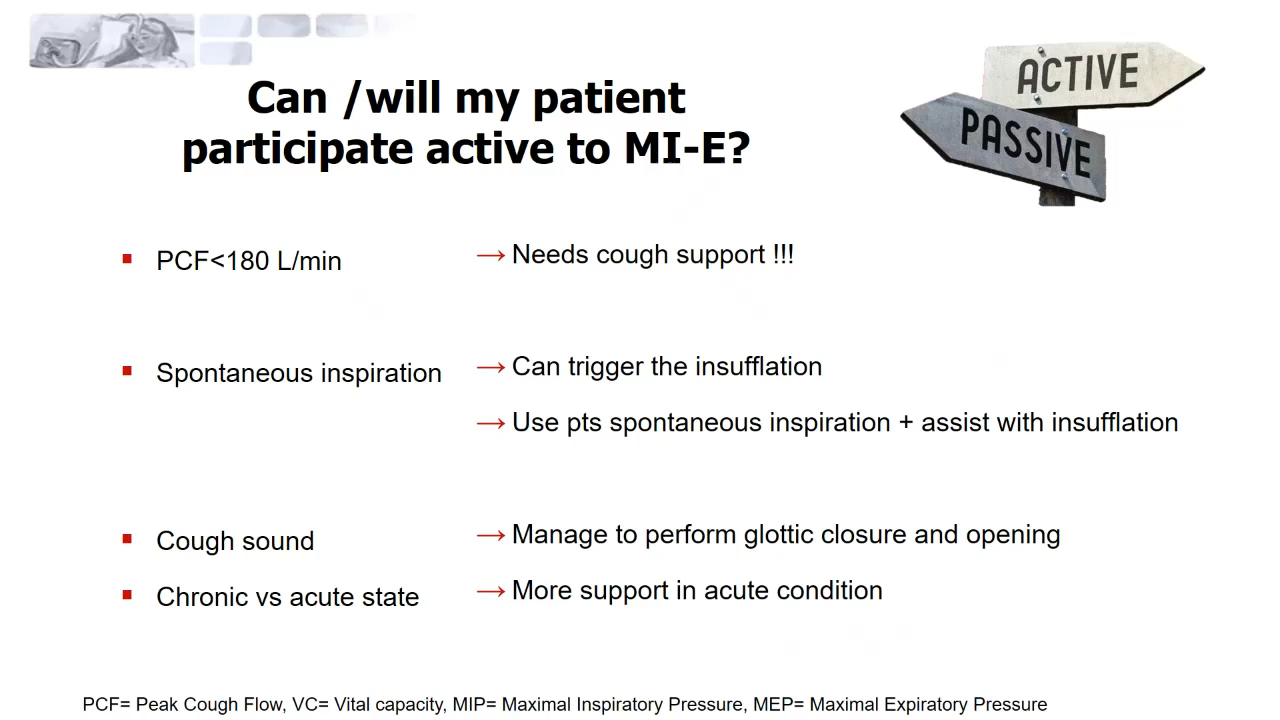 Can /will my patient
participate active to MI-E?
ACTIVE
PASSIVE
▪ PCF<180 L/min → Needs cough support !!!
▪ Spontaneous inspiration → Can trigger the insufflation
→ Use pts spontaneous inspiration + assist with insufflation
▪ Cough sound → Manage to perform glottic closure and opening
▪ Chronic vs acute state → More support in acute condition
PCF= Peak Cough Flow, VC= Vital capacity, MIP= Maximal Inspiratory Pressure, MEP= Maximal Expiratory Pressure